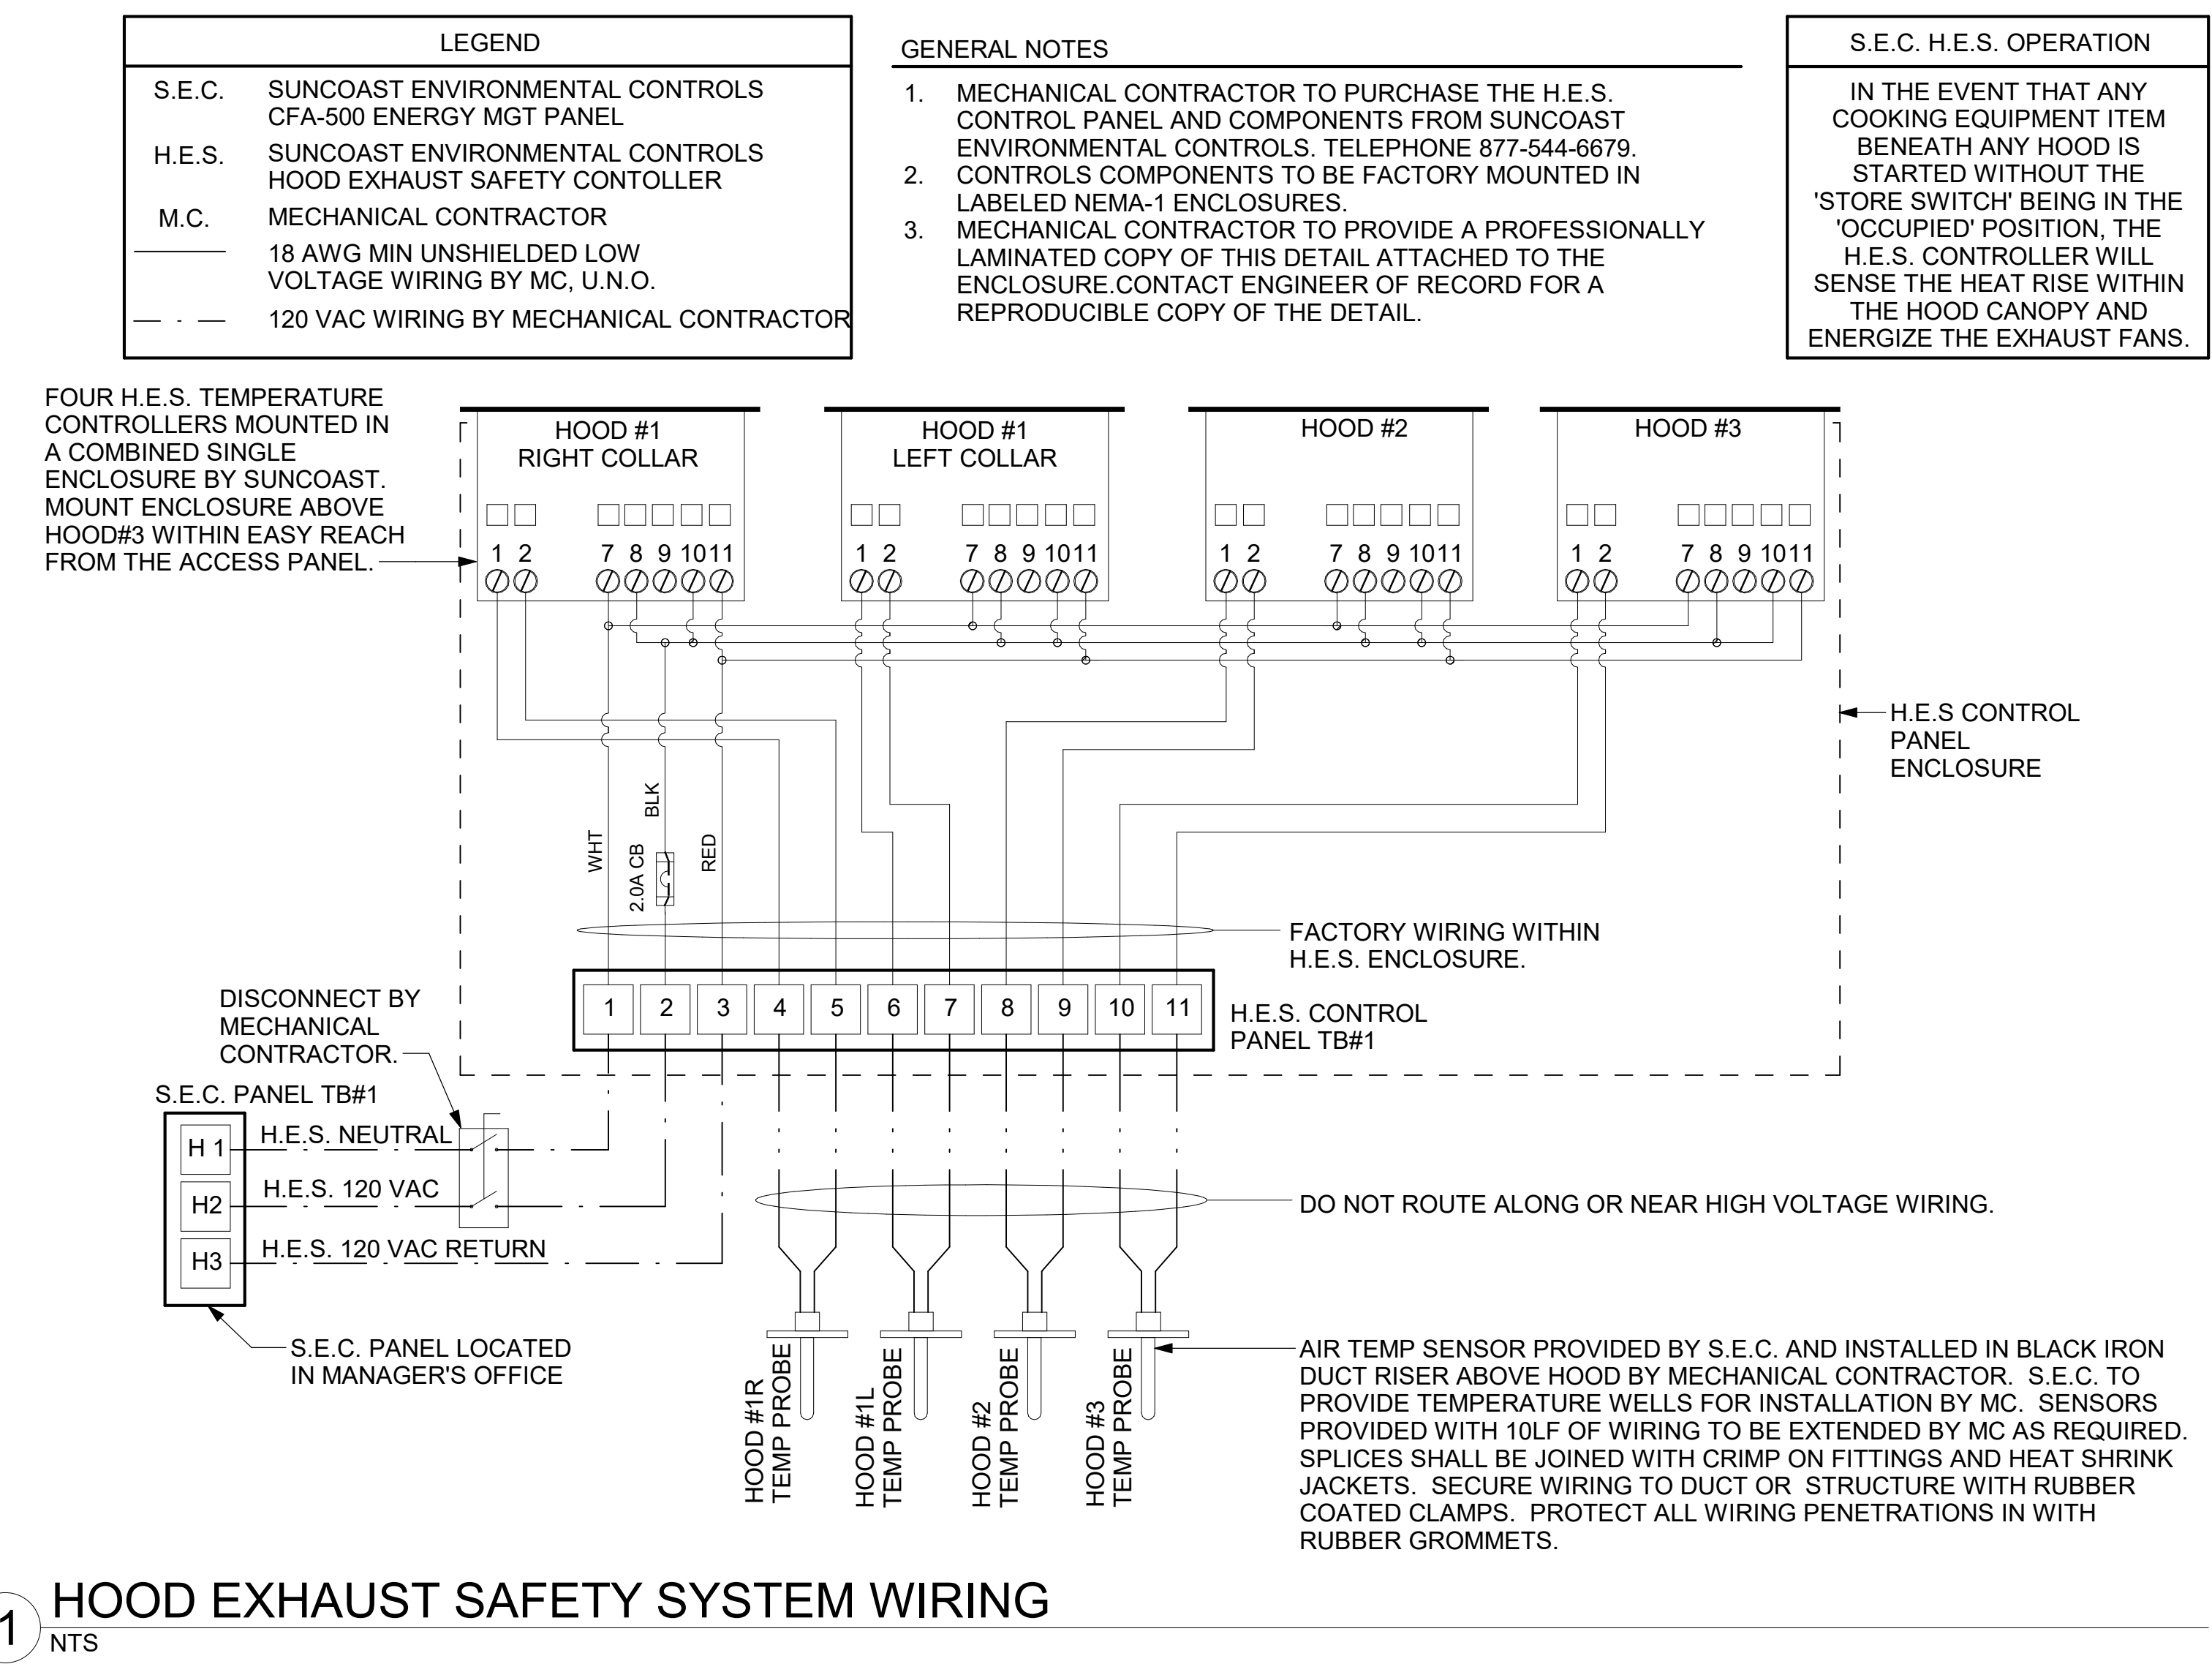 LEGEND
S.E.C. SUNCOAST ENVIRONMENTAL CONTROLS
CFA-500 ENERGY MGT PANEL
H.E.S. SUNCOAST ENVIRONMENTAL CONTROLS
HOOD EXHAUST SAFETY CONTOLLER
M.C. MECHANICAL CONTRACTOR
18 AWG MIN UNSHIELDED LOW
VOLTAGE WIRING BY MC, U.N.O.
120 VAC WIRING BY MECHANICAL CONTRACTOR
GENERAL NOTES
1. MECHANICAL CONTRACTOR TO PURCHASE THE H.E.S.
CONTROL PANEL AND COMPONENTS FROM SUNCOAST
ENVIRONMENTAL CONTROLS. TELEPHONE 877-544-6679.
2. CONTROLS COMPONENTS TO BE FACTORY MOUNTED IN
LABELED NEMA-1 ENCLOSURES.
3. MECHANICAL CONTRACTOR TO PROVIDE A PROFESSIONALLY
LAMINATED COPY OF THIS DETAIL ATTACHED TO THE
ENCLOSURE.CONTACT ENGINEER OF RECORD FOR A
REPRODUCIBLE COPY OF THE DETAIL.
S.E.C. H.E.S. OPERATION
IN THE EVENT THAT ANY
COOKING EQUIPMENT ITEM
BENEATH ANY HOOD IS
STARTED WITHOUT THE
'STORE SWITCH' BEING IN THE
'OCCUPIED' POSITION, THE
H.E.S. CONTROLLER WILL
SENSE THE HEAT RISE WITHIN
THE HOOD CANOPY AND
ENERGIZE THE EXHAUST FANS.
FOUR H.E.S. TEMPERATURE
CONTROLLERS MOUNTED IN
A COMBINED SINGLE
ENCLOSURE BY SUNCOAST.
MOUNT ENCLOSURE ABOVE
HOOD#3 WITHIN EASY REACH
FROM THE ACCESS PANEL.
HOOD #1
RIGHT COLLAR
1 2 7 8 9 10 11
HOOD #1
LEFT COLLAR
1 2 7 8 9 10 11
HOOD #2
1 2 7 8 9 10 11
HOOD #3
1 2 7 8 9 10 11
H.E.S CONTROL
PANEL
ENCLOSURE
WHT
BLK
2.0A CB
RED
FACTORY WIRING WITHIN
H.E.S. ENCLOSURE.
1 2 3 4 5 6 7 8 9 10 11
H.E.S. CONTROL
PANEL TB#1
DISCONNECT BY
MECHANICAL
CONTRACTOR.
S.E.C. PANEL TB#1
H 1 H.E.S. NEUTRAL
H2 H.E.S. 120 VAC
H3 H.E.S. 120 VAC RETURN
S.E.C. PANEL LOCATED
IN MANAGER'S OFFICE
DO NOT ROUTE ALONG OR NEAR HIGH VOLTAGE WIRING.
HOOD #1R
TEMP PROBE
HOOD #1L
TEMP PROBE
HOOD #2
TEMP PROBE
HOOD #3
TEMP PROBE
AIR TEMP SENSOR PROVIDED BY S.E.C. AND INSTALLED IN BLACK IRON
DUCT RISER ABOVE HOOD BY MECHANICAL CONTRACTOR. S.E.C. TO
PROVIDE TEMPERATURE WELLS FOR INSTALLATION BY MC. SENSORS
PROVIDED WITH 10LF OF WIRING TO BE EXTENDED BY MC AS REQUIRED.
SPLICES SHALL BE JOINED WITH CRIMP ON FITTINGS AND HEAT SHRINK
JACKETS. SECURE WIRING TO DUCT OR STRUCTURE WITH RUBBER
COATED CLAMPS. PROTECT ALL WIRING PENETRATIONS IN WITH
RUBBER GROMMETS.
1 HOOD EXHAUST SAFETY SYSTEM WIRING
NTS